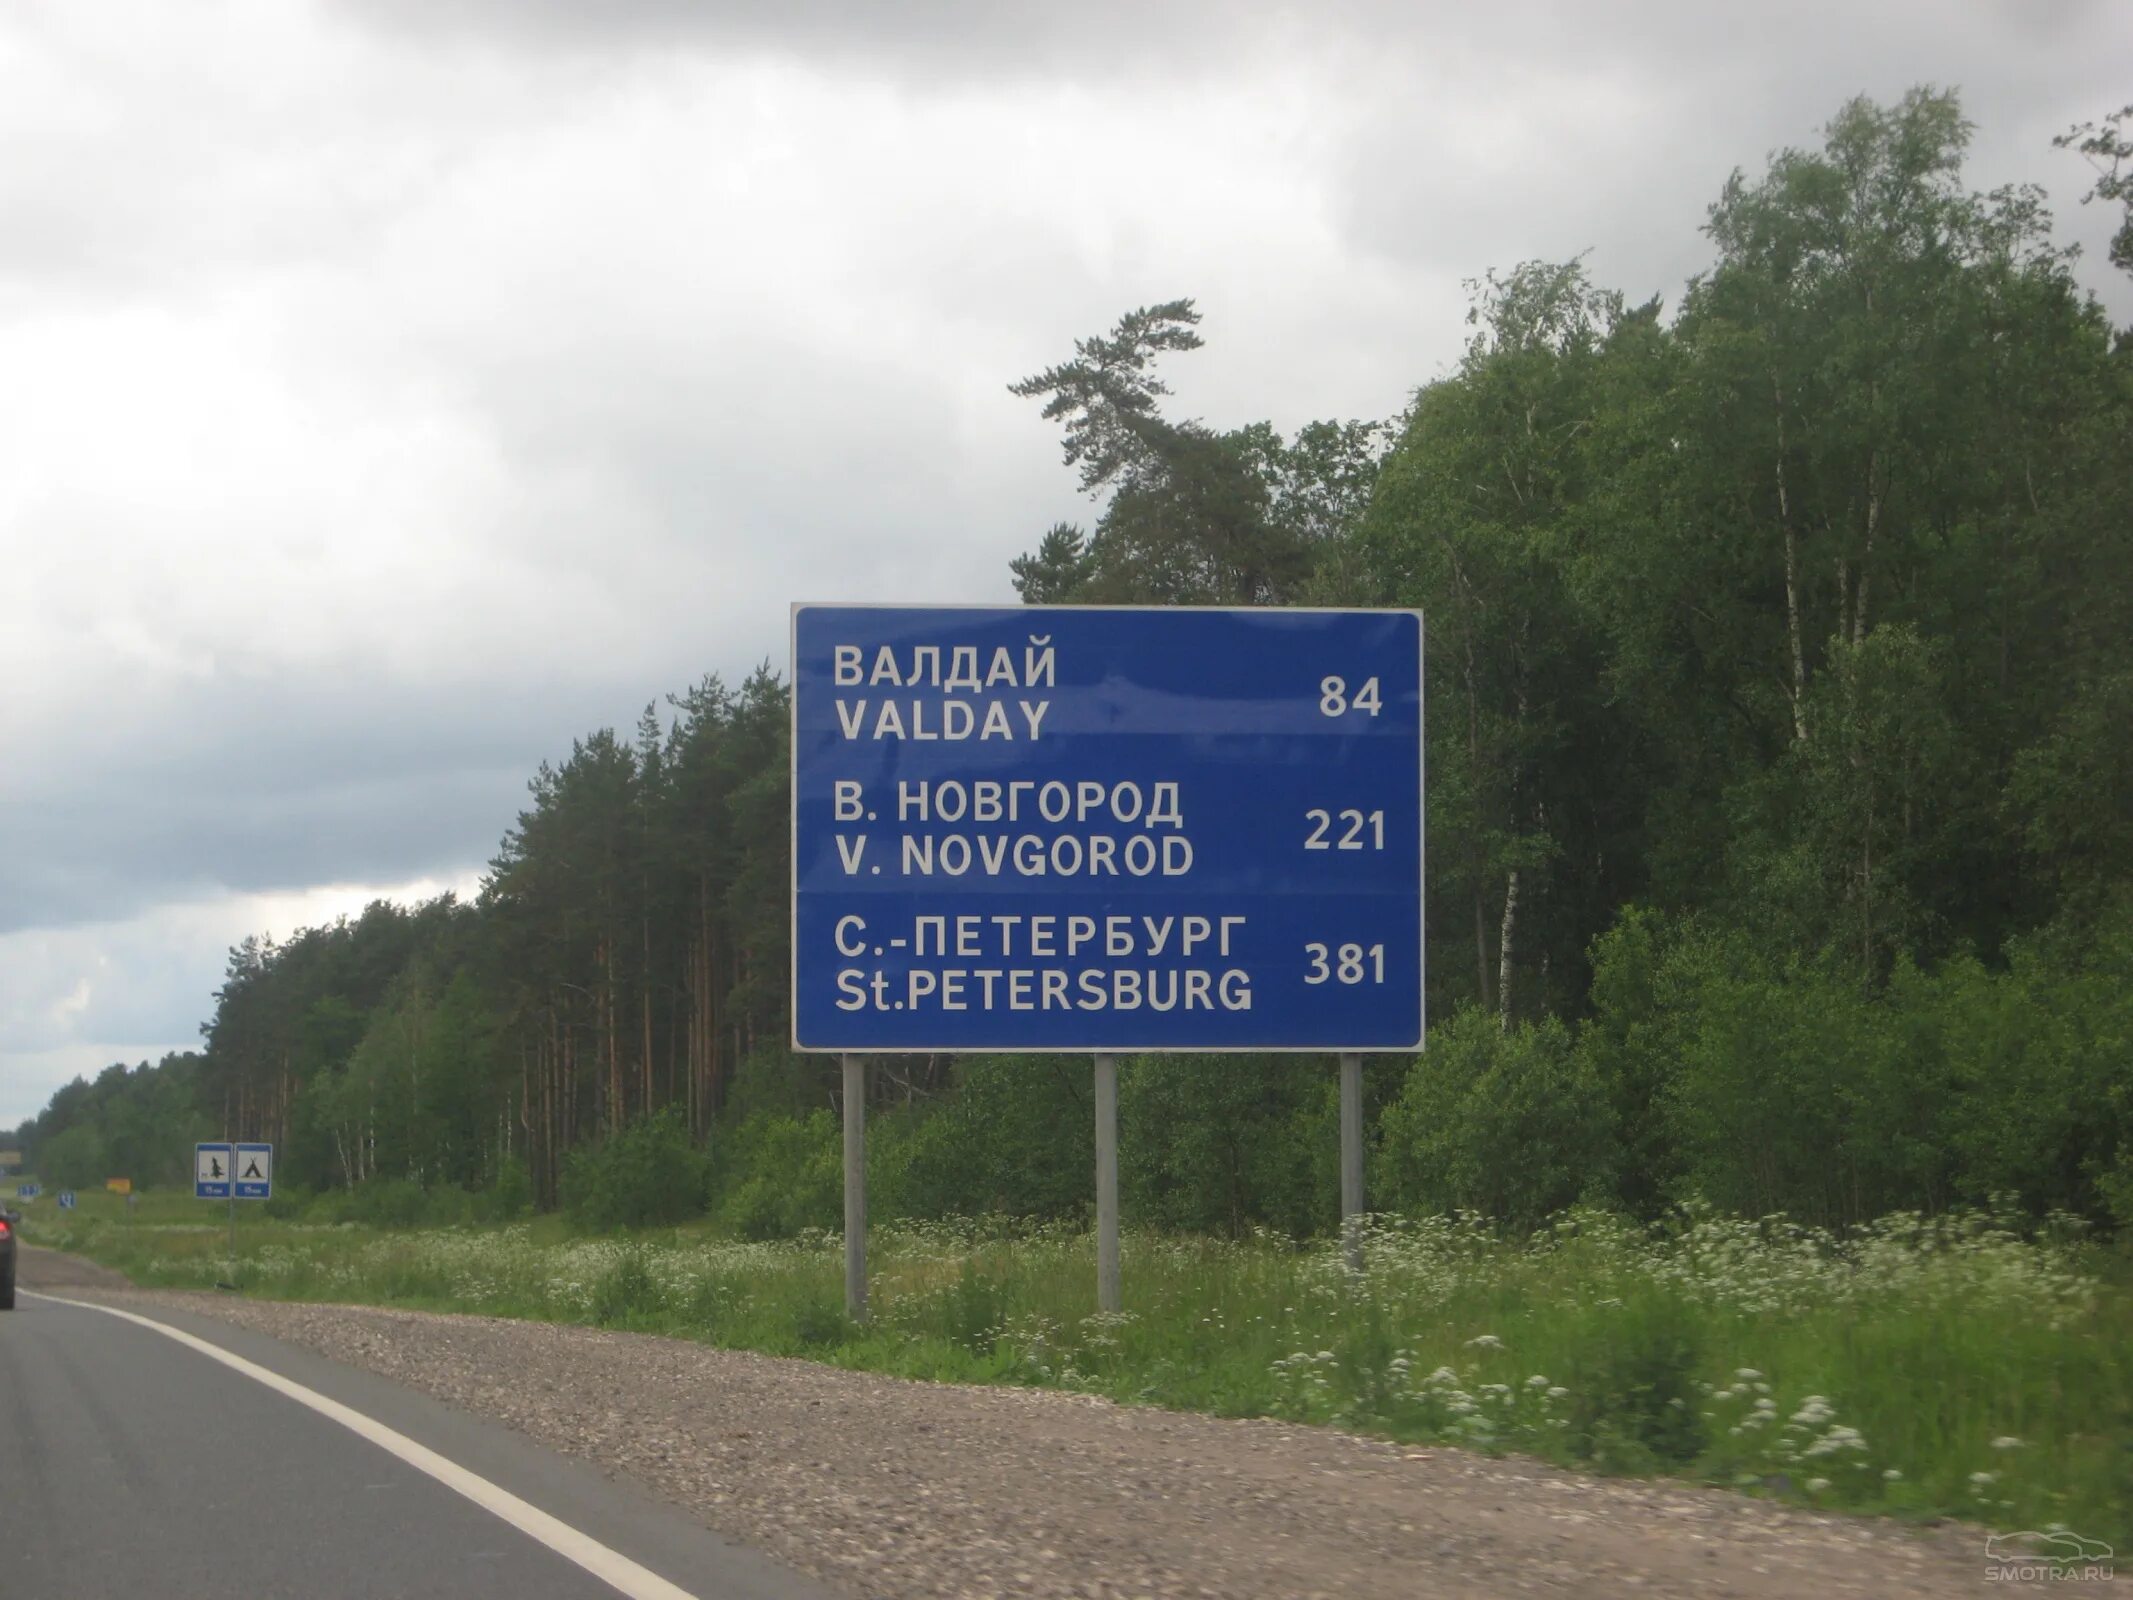 ВАЛДАЙ
VALDAY
84
В. НОВГОРОД
V. NOVGOROD
221
С.-ПЕТЕРБУРГ
St.PETERSBURG
381
SMOTRA.RU